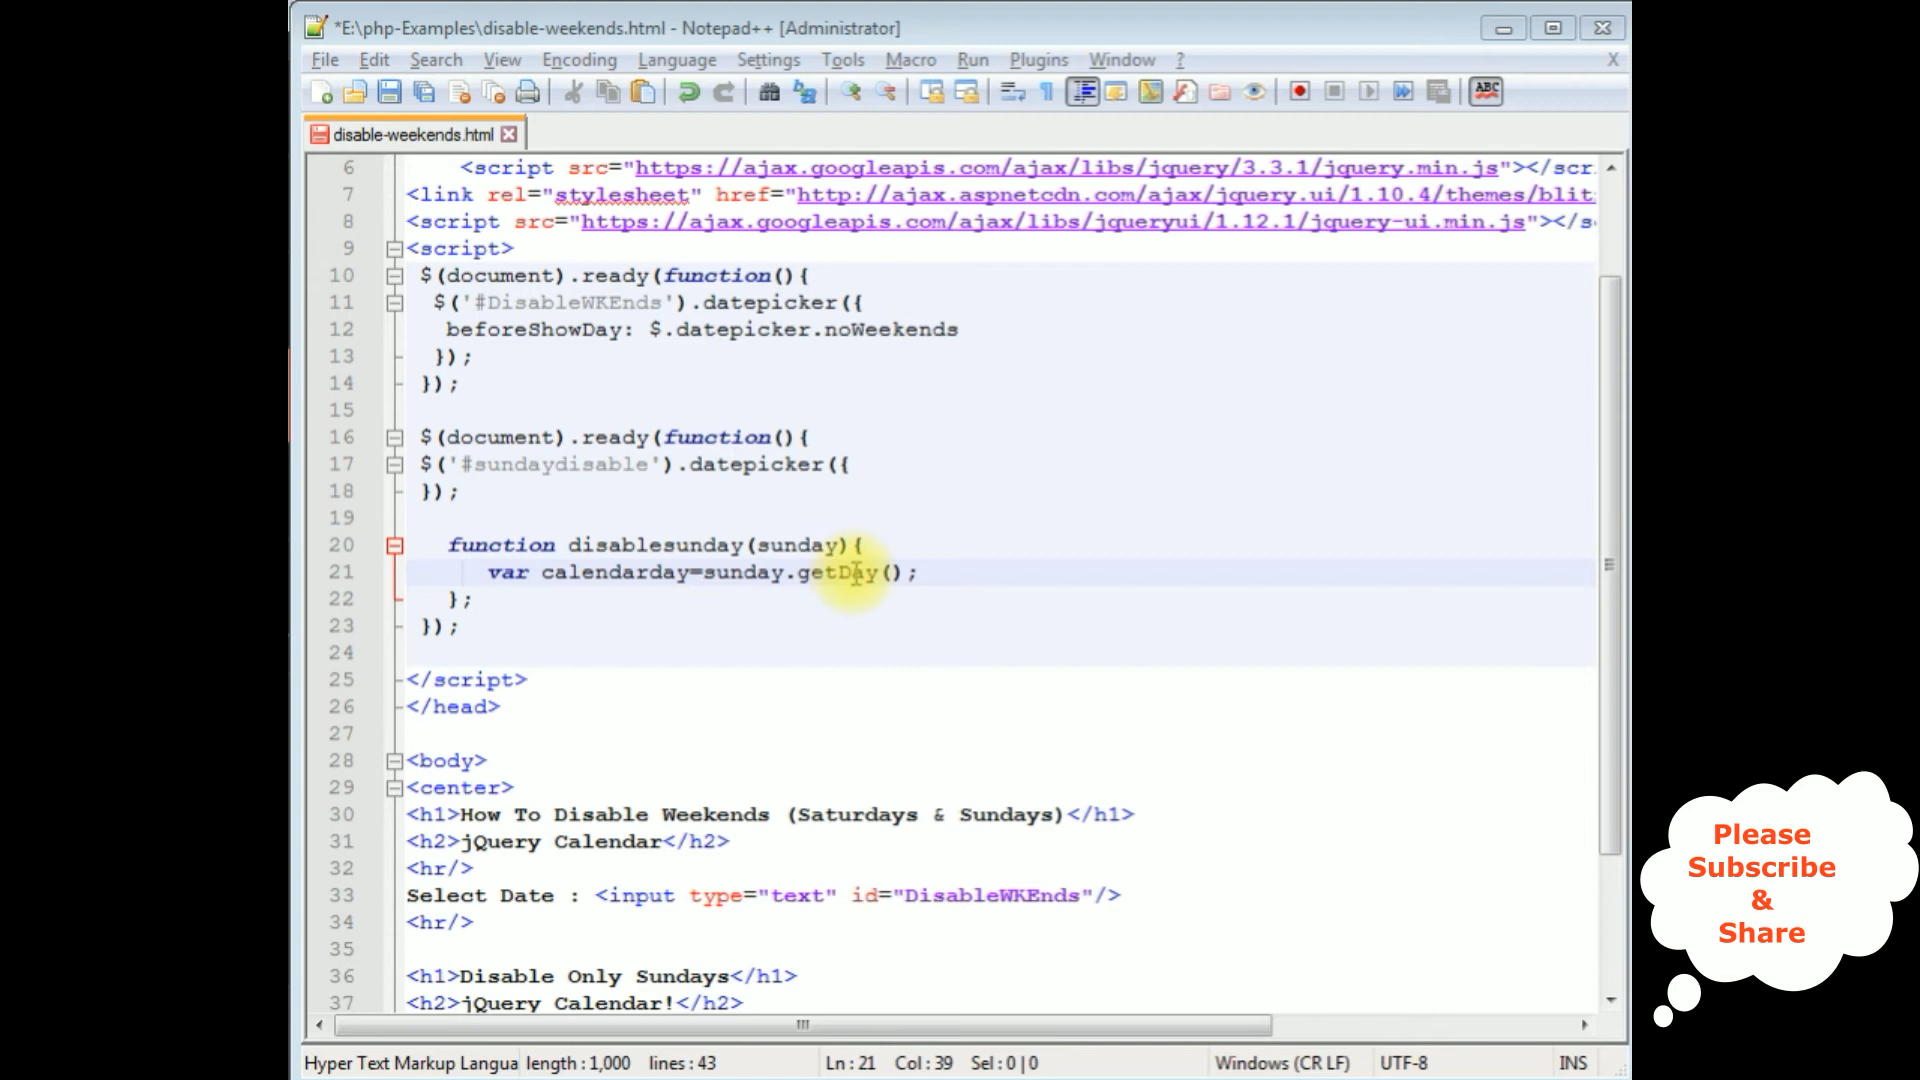 *E:\php-Examples\disable-weekends.html - Notepad++ [Administrator]
File Edit Search View Encoding Language Settings Tools Macro Run Plugins Window ? X
ABC
disable-weekends.html
6 <script src="https://ajax.googleapis.com/ajax/libs/jquery/3.3.1/jquery.min.js"></scr
7 <link rel="stylesheet" href="http://ajax.aspnetcdn.com/ajax/jquery.ui/1.10.4/themes/blit
8 <script src="https://ajax.googleapis.com/ajax/libs/jqueryui/1.12.1/jquery-ui.min.js"></s
9 <script>
10 $(document).ready(function(){
11 $('#DisableWKEnds').datepicker({
12 beforeShowDay: $.datepicker.noWeekends
13 });
14 });
15
16 $(document).ready(function(){
17 $('#sundaydisable').datepicker({
18 });
19
20 function disablesunday(sunday){
21 var calendarday=sunday.getDay();
22 };
23 });
24
25 </script>
26 </head>
27
28 <body>
29 <center>
30 <h1>How To Disable Weekends (Saturdays & Sundays)</h1>
31 <h2>jQuery Calendar</h2>
32 <hr/>
33 Select Date : <input type="text" id="DisableWKEnds"/>
34 <hr/>
35
36 <h1>Disable Only Sundays</h1>
37 <h2>jQuery Calendar!</h2>
Hyper Text Markup Langua length : 1,000 lines : 43 Ln : 21 Col : 39 Sel : 0 | 0 Windows (CR LF) UTF-8 INS
Please
Subscribe
&
Share